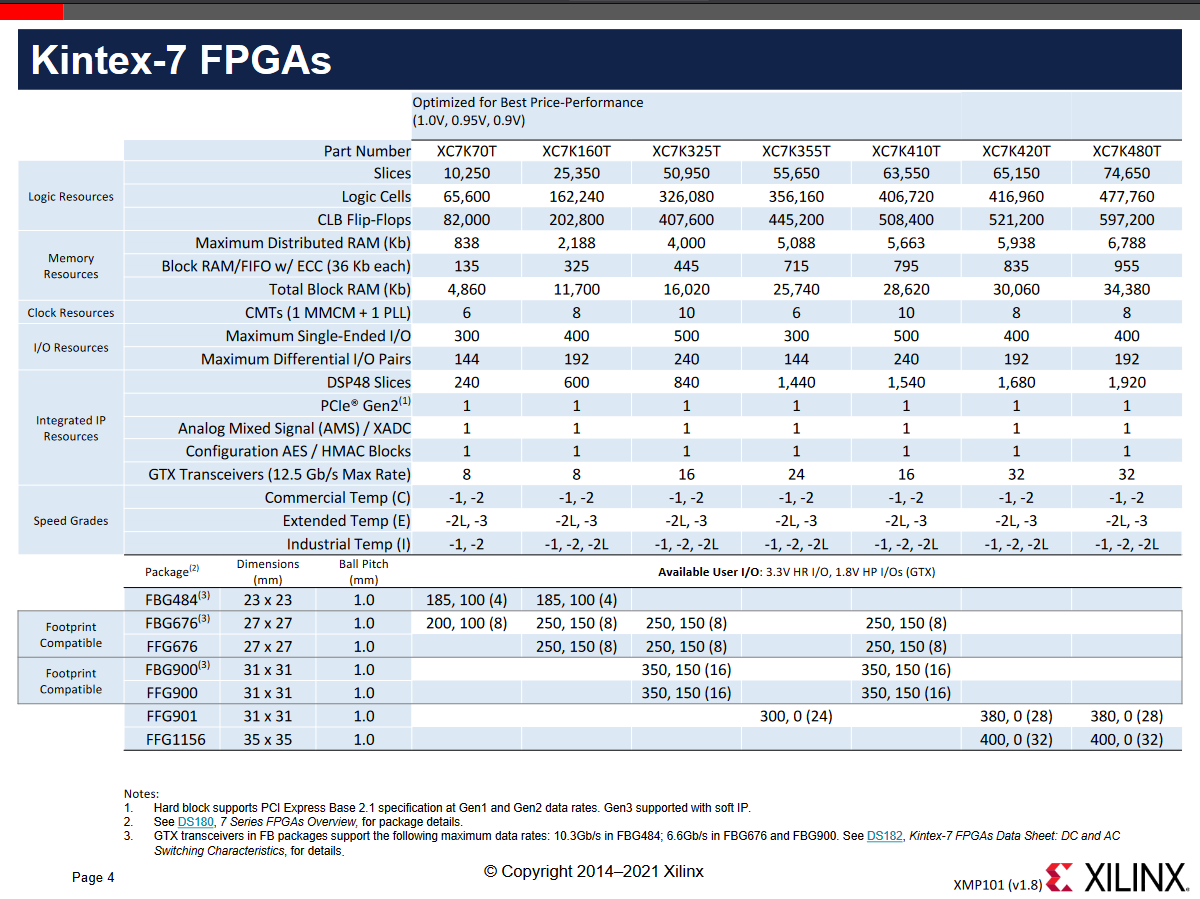 Kintex-7 FPGAs
Optimized for Best Price-Performance
(1.0V, 0.95V, 0.9V)
Part Number XC7K70T XC7K160T XC7K325T XC7K355T XC7K410T XC7K420T XC7K480T
Logic Resources
Slices 10,250 25,350 50,950 55,650 63,550 65,150 74,650
Logic Cells 65,600 162,240 326,080 356,160 406,720 416,960 477,760
CLB Flip-Flops 82,000 202,800 407,600 445,200 508,400 521,200 597,200
Memory
Resources
Maximum Distributed RAM (Kb) 838 2,188 4,000 5,088 5,663 5,938 6,788
Block RAM/FIFO w/ ECC (36 Kb each) 135 325 445 715 795 835 955
Total Block RAM (Kb) 4,860 11,700 16,020 25,740 28,620 30,060 34,380
Clock Resources CMTs (1 MMCM + 1 PLL) 6 8 10 6 10 8 8
I/O Resources
Maximum Single-Ended I/O 300 400 500 300 500 400 400
Maximum Differential I/O Pairs 144 192 240 144 240 192 192
Integrated IP
Resources
DSP48 Slices 240 600 840 1,440 1,540 1,680 1,920
PCIe® Gen2(1) 1 1 1 1 1 1 1
Analog Mixed Signal (AMS) / XADC 1 1 1 1 1 1 1
Configuration AES / HMAC Blocks 1 1 1 1 1 1 1
GTX Transceivers (12.5 Gb/s Max Rate) 8 8 16 24 16 32 32
Speed Grades
Commercial Temp (C) -1, -2 -1, -2 -1, -2 -1, -2 -1, -2 -1, -2 -1, -2
Extended Temp (E) -2L, -3 -2L, -3 -2L, -3 -2L, -3 -2L, -3 -2L, -3 -2L, -3
Industrial Temp (I) -1, -2 -1, -2, -2L -1, -2, -2L -1, -2, -2L -1, -2, -2L -1, -2, -2L -1, -2, -2L
Package(2) Dimensions (mm) Ball Pitch (mm) Available User I/O: 3.3V HR I/O, 1.8V HP I/Os (GTX)
FBG484(3) 23 x 23 1.0 185, 100 (4) 185, 100 (4)
Footprint
Compatible
FBG676(3) 27 x 27 1.0 200, 100 (8) 250, 150 (8) 250, 150 (8) 250, 150 (8)
FFG676 27 x 27 1.0 250, 150 (8) 250, 150 (8) 250, 150 (8)
Footprint
Compatible
FBG900(3) 31 x 31 1.0 350, 150 (16) 350, 150 (16)
FFG900 31 x 31 1.0 350, 150 (16) 350, 150 (16)
FFG901 31 x 31 1.0 300, 0 (24) 380, 0 (28) 380, 0 (28)
FFG1156 35 x 35 1.0 400, 0 (32) 400, 0 (32)
Notes:
1. Hard block supports PCI Express Base 2.1 specification at Gen1 and Gen2 data rates. Gen3 supported with soft IP.
2. See DS180, 7 Series FPGAs Overview, for package details.
3. GTX transceivers in FB packages support the following maximum data rates: 10.3Gb/s in FBG484; 6.6Gb/s in FBG676 and FBG900. See DS182, Kintex-7 FPGAs Data Sheet: DC and AC
Switching Characteristics, for details.
Page 4
© Copyright 2014–2021 Xilinx
XMP101 (v1.8)
XILINX.